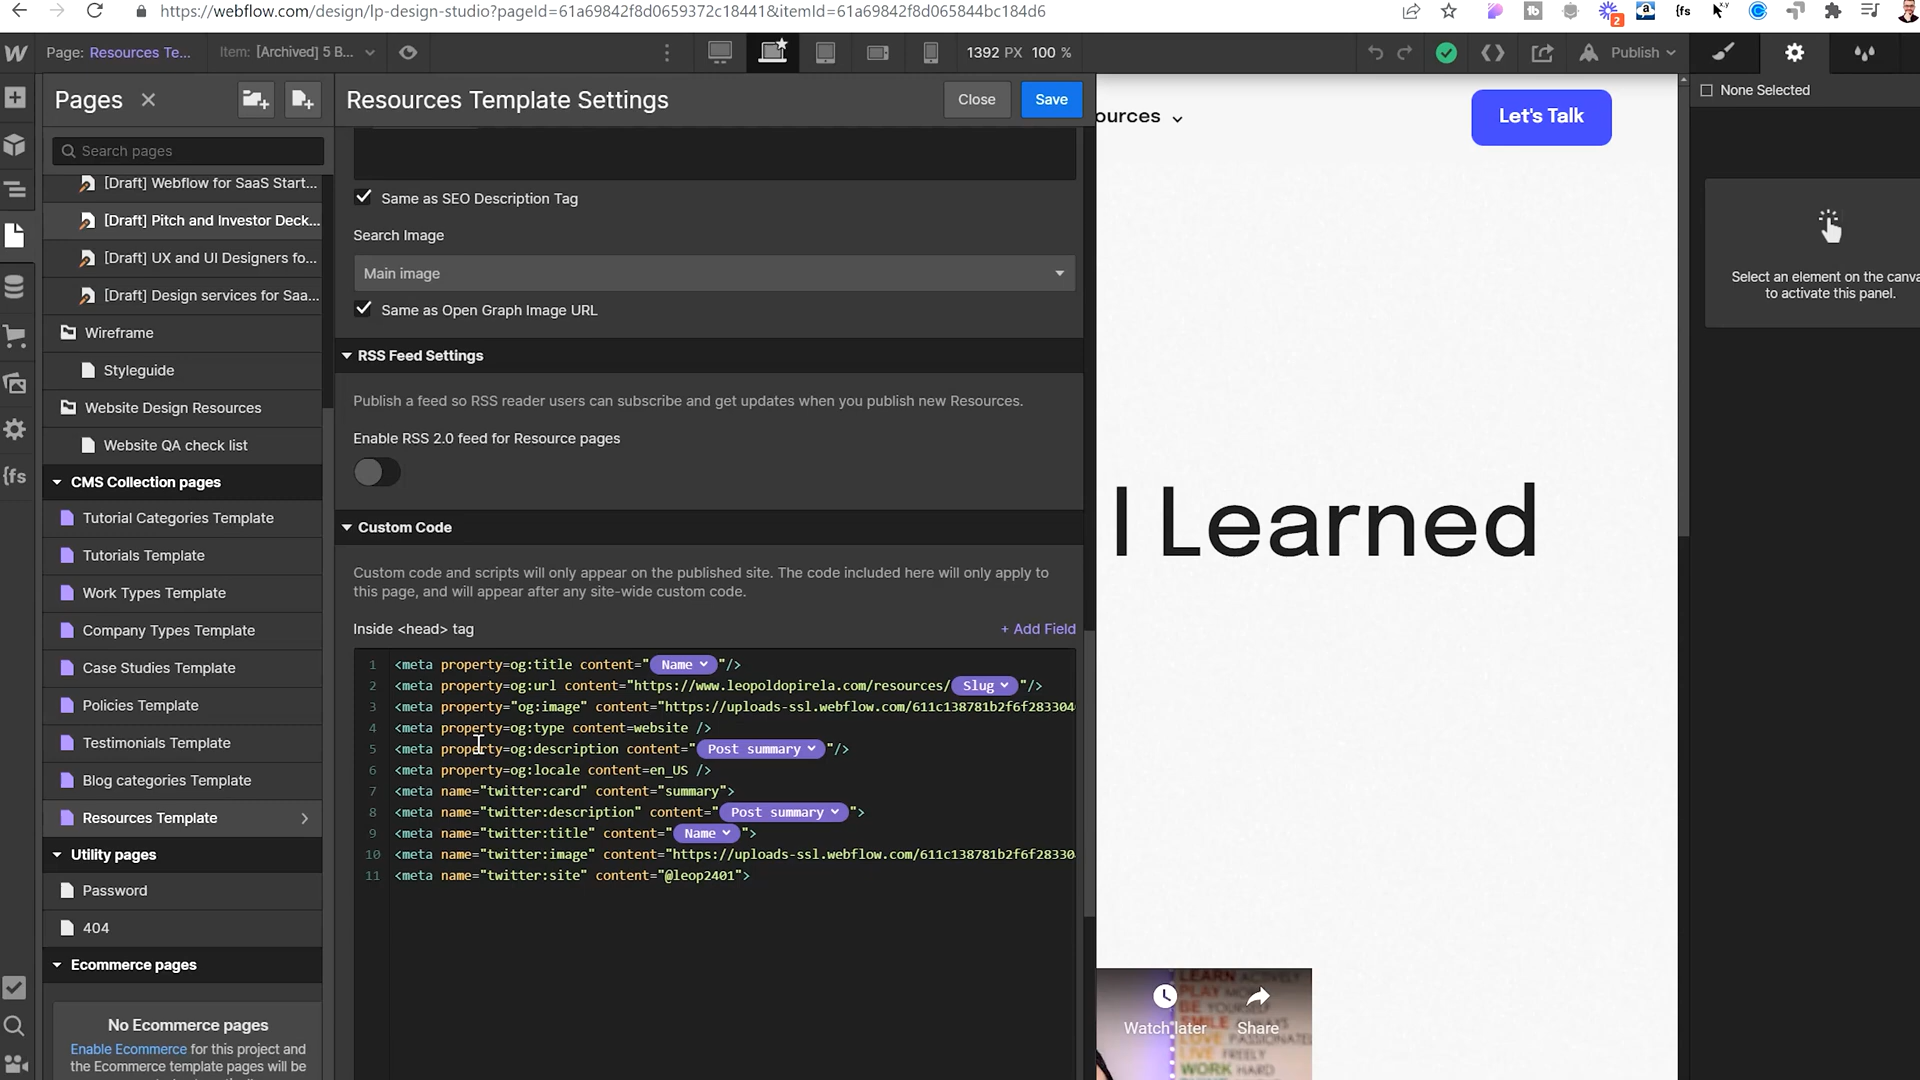 https://webflow.com/design/lp-design-studio?pageId=61a69842f8d0659372c18441&itemId=61a69842f8d065844bc184d6
Page: Resources Te...
Item: [Archived] 5 B...
1392 PX 100 %
Publish
Pages
Search pages
[Draft] Webflow for SaaS Start...
[Draft] Pitch and Investor Deck...
[Draft] UX and UI Designers fo...
[Draft] Design services for Saa...
Wireframe
Styleguide
Website Design Resources
Website QA check list
CMS Collection pages
Tutorial Categories Template
Tutorials Template
Work Types Template
Company Types Template
Case Studies Template
Policies Template
Testimonials Template
Blog categories Template
Resources Template
Utility pages
Password
404
Ecommerce pages
No Ecommerce pages
Enable Ecommerce for this project and
the Ecommerce template pages will be
Resources Template Settings
Close
Save
Same as SEO Description Tag
Search Image
Main image
Same as Open Graph Image URL
RSS Feed Settings
Publish a feed so RSS reader users can subscribe and get updates when you publish new Resources.
Enable RSS 2.0 feed for Resource pages
Custom Code
Custom code and scripts will only appear on the published site. The code included here will only apply to
this page, and will appear after any site-wide custom code.
Inside <head> tag
+ Add Field
1 <meta property=og:title content="Name"/>
2 <meta property=og:url content="https://www.leopoldopirela.com/resources/Slug"/>
3 <meta property="og:image" content="https://uploads-ssl.webflow.com/611c138781b2f6f283304
4 <meta property=og:type content=website />
5 <meta property=og:description content="Post summary"/>
6 <meta property=og:locale content=en_US />
7 <meta name="twitter:card" content="summary">
8 <meta name="twitter:description" content="Post summary">
9 <meta name="twitter:title" content="Name">
10 <meta name="twitter:image" content="https://uploads-ssl.webflow.com/611c138781b2f6f28330
11 <meta name="twitter:site" content="@leop2401">
ources
Let's Talk
I Learned
Watch later
Share
LEARN ACTIVELY
BE YOURSELF
LIVE FREELY
WORK HARD
None Selected
Select an element on the canva
to activate this panel.
{fs
2
{fs